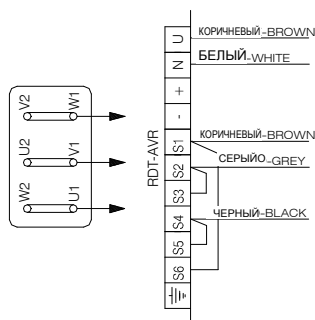 U КОРИЧНЕВЫЙ-BROWN
N БЕЛЫЙ-WHITE
+
-
S1 КОРИЧНЕВЫЙ-BROWN
S2 СЕРЫЙО-GREY
S3
S4 ЧЕРНЫЙ-BLACK
S5
S6
RDT-AVR
V2 W1
U2 V1
W2 U1